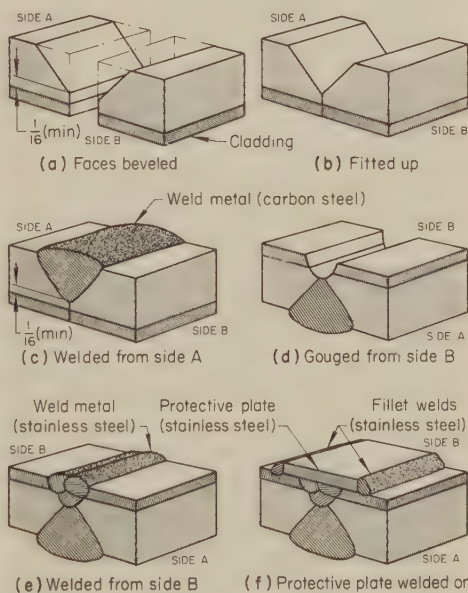 SIDE A
1/16 (min)
SIDE B
Cladding
(a) Faces beveled
SIDE A
SIDE B
(b) Fitted up
Weld metal (carbon steel)
SIDE A
1/16 (min)
SIDE B
(c) Welded from side A
SIDE B
SIDE A
(d) Gouged from side B
Weld metal
(stainless steel)
SIDE B
SIDE A
(e) Welded from side B
Protective plate
(stainless steel)
Fillet welds
(stainless steel)
SIDE B
SIDE A
(f) Protective plate welded on